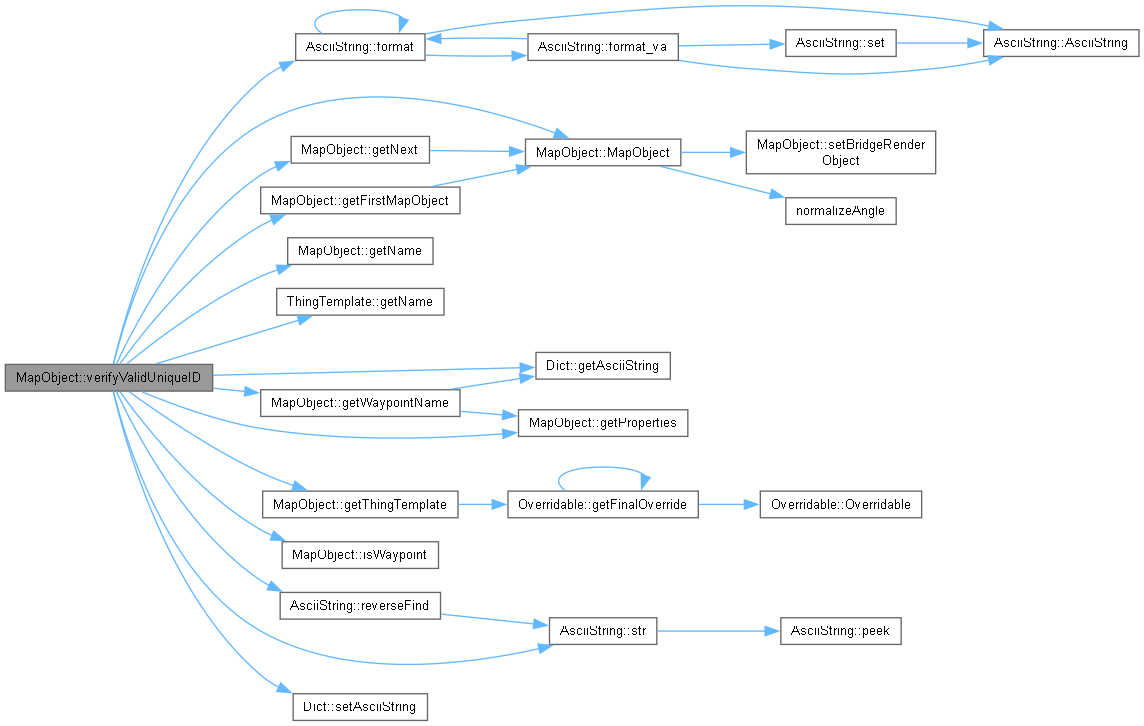 AsciiString::format
AsciiString::format_va
AsciiString::set
AsciiString::AsciiString
MapObject::getNext
MapObject::MapObject
MapObject::setBridgeRender
Object
MapObject::getFirstMapObject
normalizeAngle
MapObject::getName
ThingTemplate::getName
MapObject::verifyValidUniqueID
Dict::getAsciiString
MapObject::getWaypointName
MapObject::getProperties
MapObject::getThingTemplate
Overridable::getFinalOverride
Overridable::Overridable
MapObject::isWaypoint
AsciiString::reverseFind
AsciiString::str
AsciiString::peek
Dict::setAsciiString